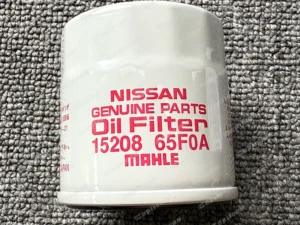 NISSAN
GENUINE PARTS
Oil Filter
15208 65F0A
MAHLE